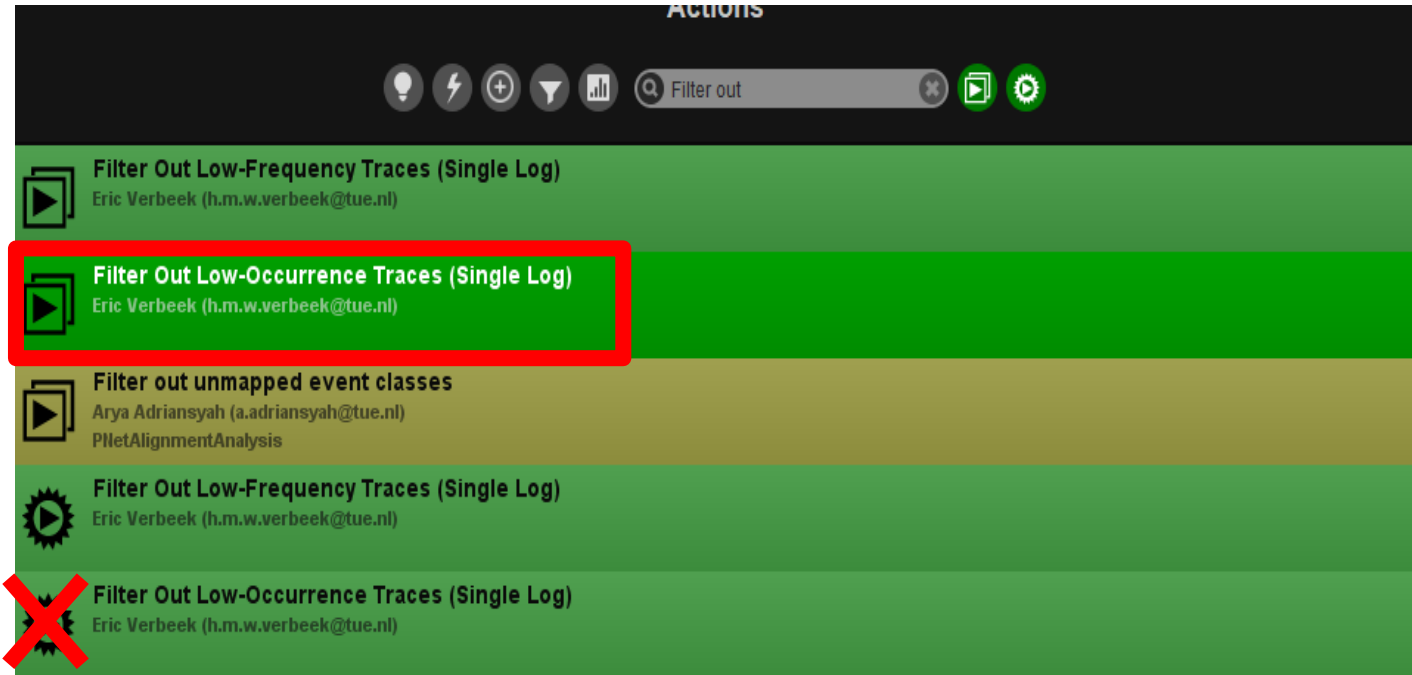 Actions
Filter out
Filter Out Low-Frequency Traces (Single Log)
Eric Verbeek (h.m.w.verbeek@tue.nl)
Filter Out Low-Occurrence Traces (Single Log)
Eric Verbeek (h.m.w.verbeek@tue.nl)
Filter out unmapped event classes
Arya Adriansyah (a.adriansyah@tue.nl)
PNetAlignmentAnalysis
Filter Out Low-Frequency Traces (Single Log)
Eric Verbeek (h.m.w.verbeek@tue.nl)
Filter Out Low-Occurrence Traces (Single Log)
Eric Verbeek (h.m.w.verbeek@tue.nl)